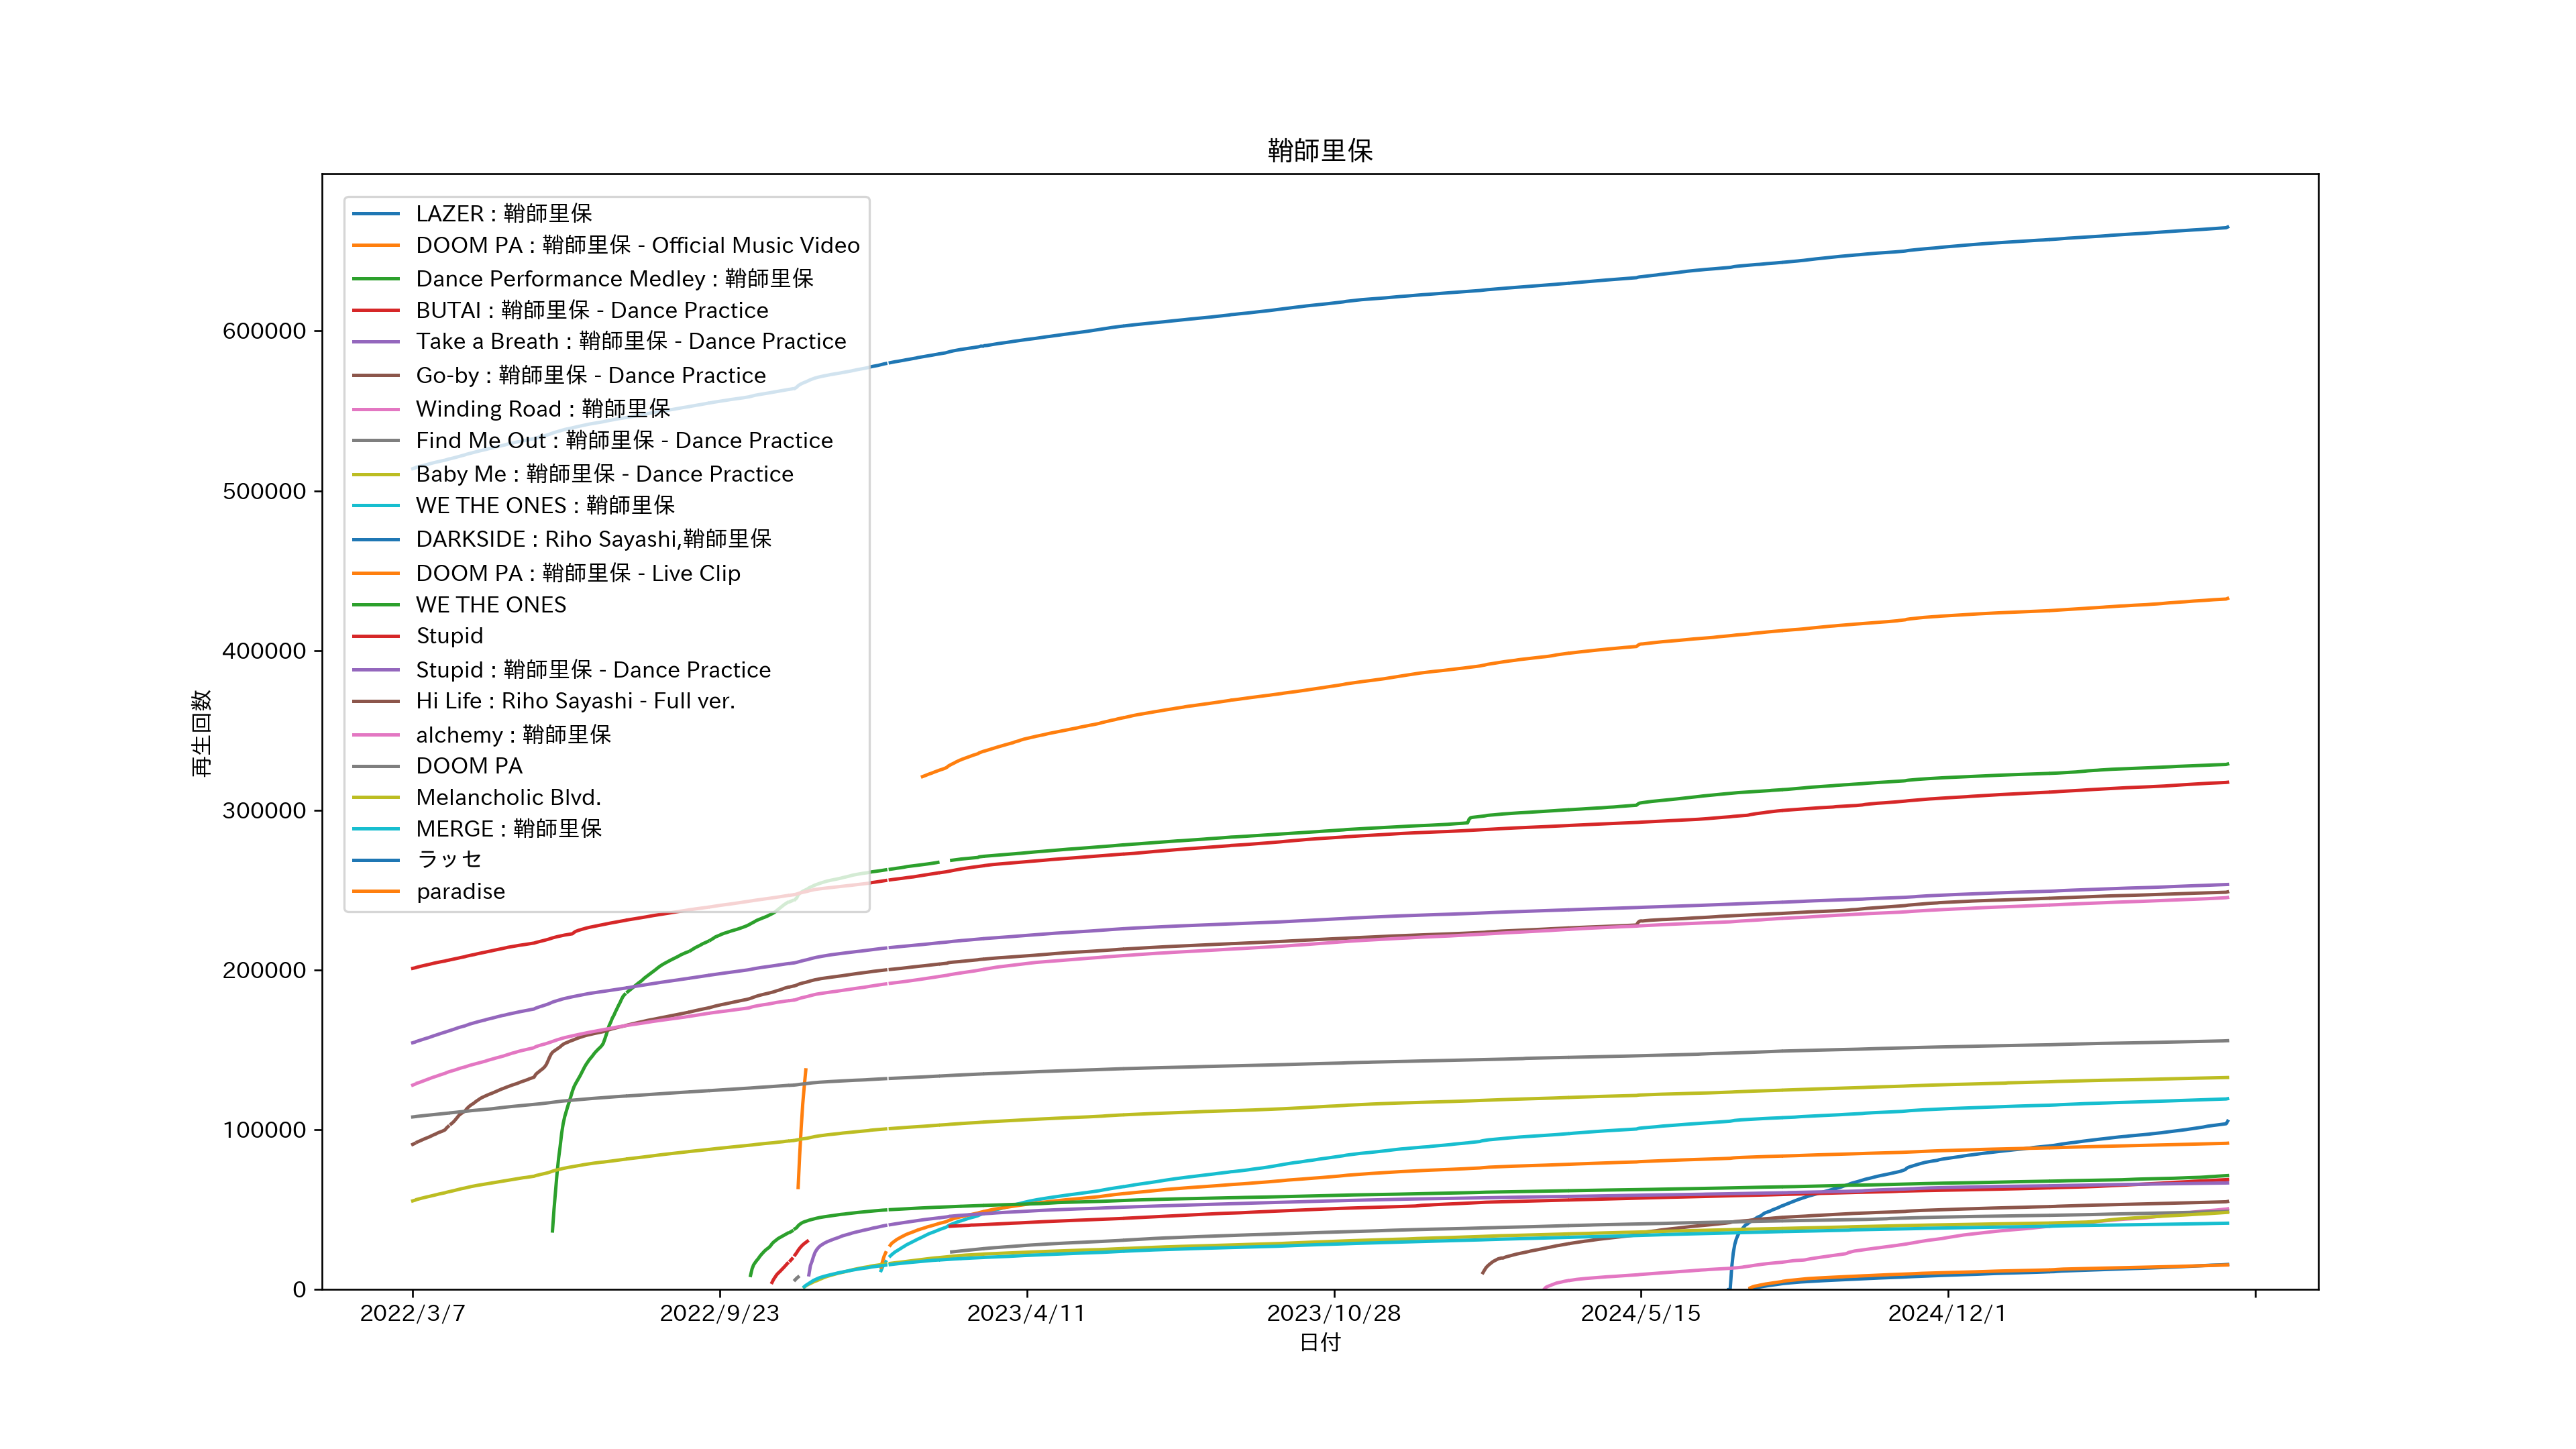 鞘師里保
LAZER : 鞘師里保
DOOM PA : 鞘師里保 - Official Music Video
Dance Performance Medley : 鞘師里保
BUTAI : 鞘師里保 - Dance Practice
Take a Breath : 鞘師里保 - Dance Practice
Go-by : 鞘師里保 - Dance Practice
Winding Road : 鞘師里保
Find Me Out : 鞘師里保 - Dance Practice
Baby Me : 鞘師里保 - Dance Practice
WE THE ONES : 鞘師里保
DARKSIDE : Riho Sayashi,鞘師里保
DOOM PA : 鞘師里保 - Live Clip
WE THE ONES
Stupid
Stupid : 鞘師里保 - Dance Practice
Hi Life : Riho Sayashi - Full ver.
alchemy : 鞘師里保
DOOM PA
Melancholic Blvd.
MERGE : 鞘師里保
ラッセ
paradise
600000
500000
400000
300000
200000
100000
0
再生回数
2022/3/7
2022/9/23
2023/4/11
2023/10/28
2024/5/15
2024/12/1
日付